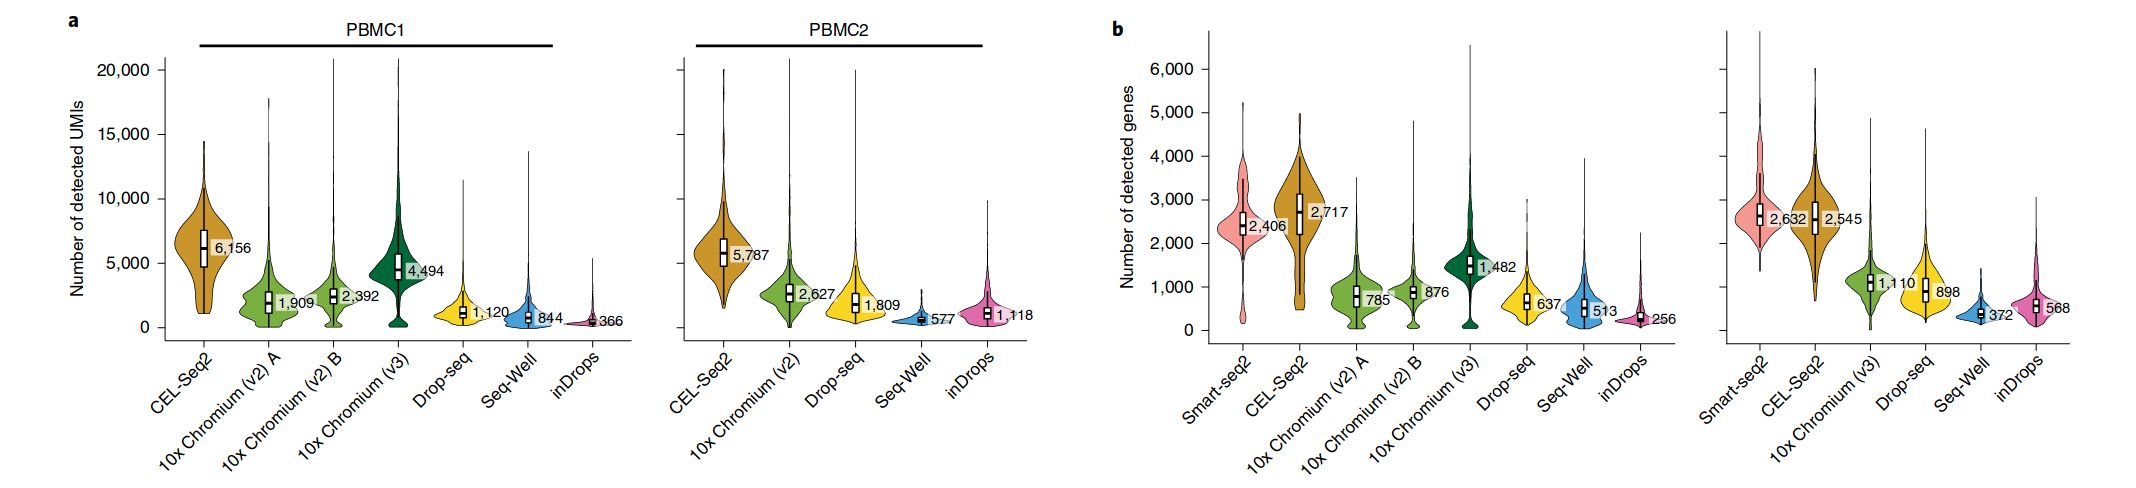 a
PBMC1
PBMC2
Number of detected UMIs
20,000
15,000
10,000
5,000
0
6,156
1,909
2,392
4,494
1,120
844
366
CEL-Seq2
10x Chromium (v2) A
10x Chromium (v2) B
10x Chromium (v3)
Drop-seq
Seq-Well
inDrops
5,787
2,627
1,809
577
1,118
CEL-Seq2
10x Chromium (v2)
Drop-seq
Seq-Well
inDrops
b
Number of detected genes
6,000
5,000
4,000
3,000
2,000
1,000
0
2,406
2,717
785
876
1,482
637
513
256
Smart-seq2
CEL-Seq2
10x Chromium (v2) A
10x Chromium (v2) B
10x Chromium (v3)
Drop-seq
Seq-Well
inDrops
2,632
2,545
1,110
898
372
568
Smart-seq2
CEL-Seq2
10x Chromium (v3)
Drop-seq
Seq-Well
inDrops